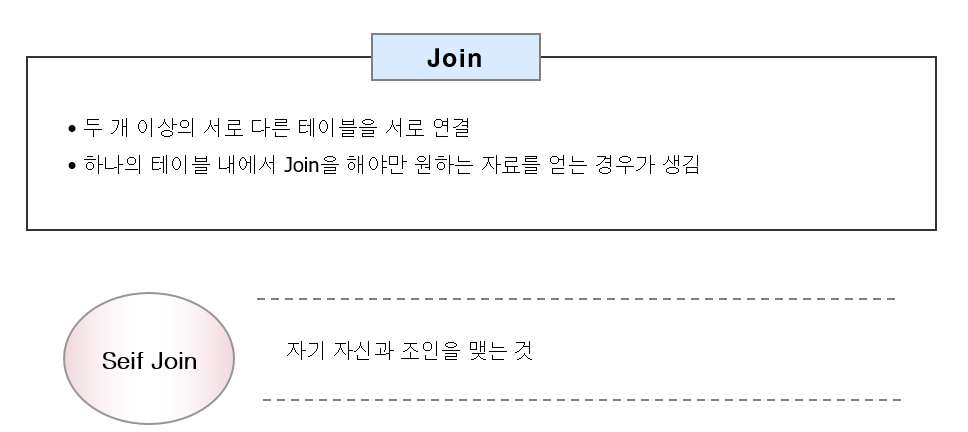 Join
• 두 개 이상의 서로 다른 테이블을 서로 연결
• 하나의 테이블 내에서 Join을 해야만 원하는 자료를 얻는 경우가 생김
Seif Join
자기 자신과 조인을 맺는 것